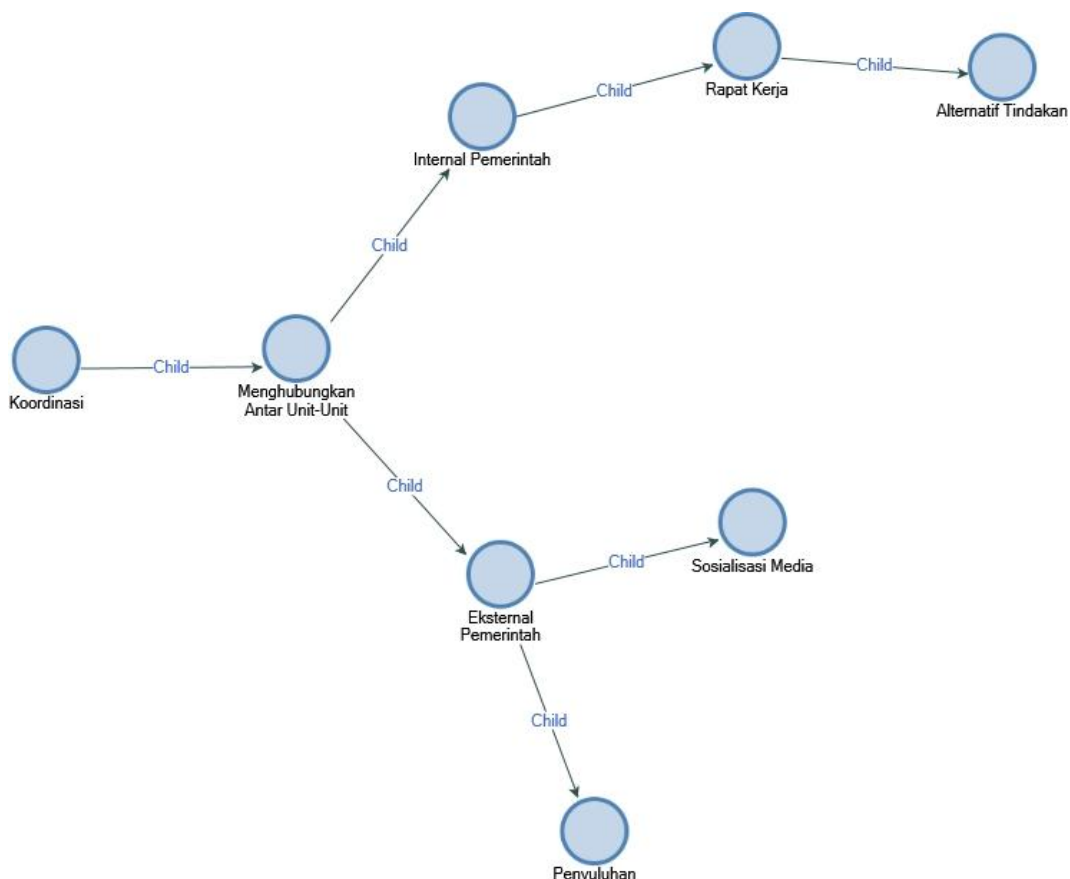 Rapat Kerja
Child
Alternatif Tindakan
Child
Internal Pemerintah
Child
Koordinasi
Child
Menghubungkan
Antar Unit-Unit
Child
Eksternal
Pemerintah
Child
Sosialisasi Media
Child
Penyuluhan